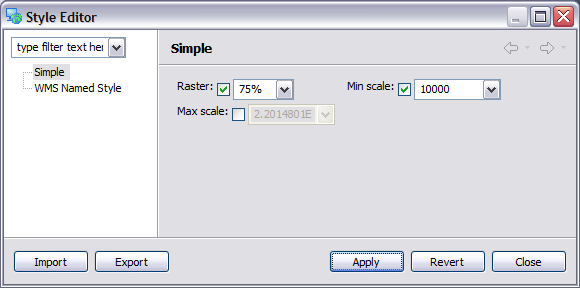 Style Editor
type filter text her
Simple
WMS Named Style
Simple
Raster: 75% Min scale: 10000
Max scale: 2.2014801E
Import Export Apply Revert Close